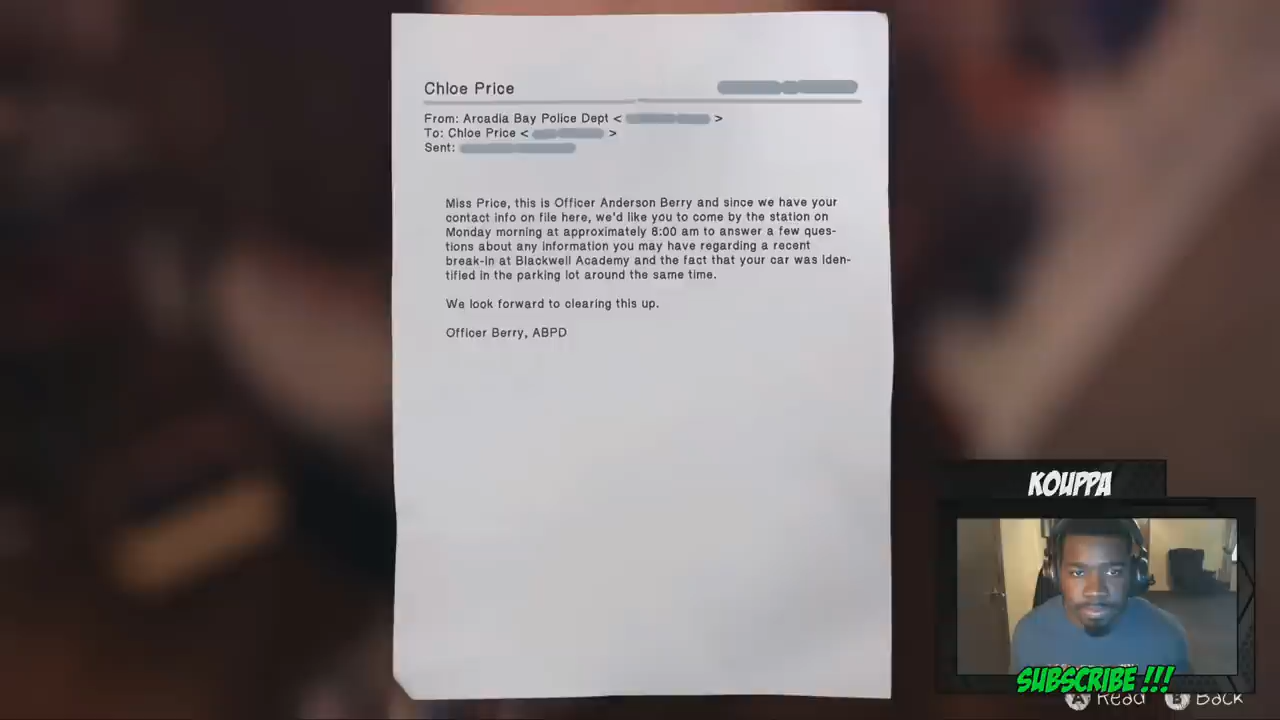 Chloe Price
From: Arcadia Bay Police Dept < >
To: Chloe Price < >
Sent:
Miss Price, this is Officer Anderson Berry and since we have your
contact info on file here, we'd like you to come by the station on
Monday morning at approximately 8:00 am to answer a few ques-
tions about any information you may have regarding a recent
break-in at Blackwell Academy and the fact that your car was iden-
tified in the parking lot around the same time.
We look forward to clearing this up.
Officer Berry, ABPD
KOUPPA
SUBSCRIBE !!!
A Read B Back